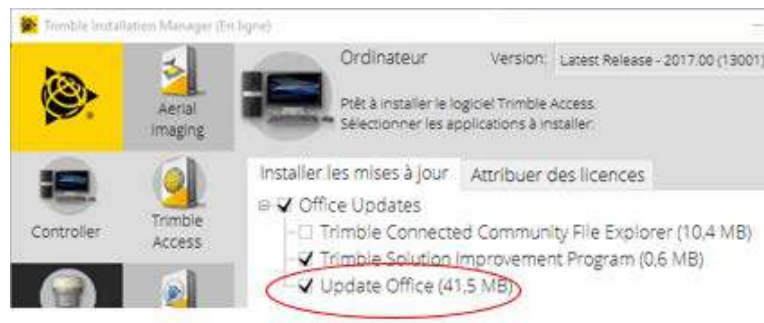 Trimble Installation Manager (En ligne)
Ordinateur
Version: Latest Release - 2017.00 (13001)
Ptêt à installer le logiciel Trimble Access.
Sélectionner les applications à installer.
Aerial
Imaging
Controller
Trimble
Access
Installer les mises à jour
Attribuer des licences
Office Updates
Trimble Connected Community File Explorer (10,4 MB)
Trimble Solution Improvement Program (0,6 MB)
Update Office (41,5 MB)